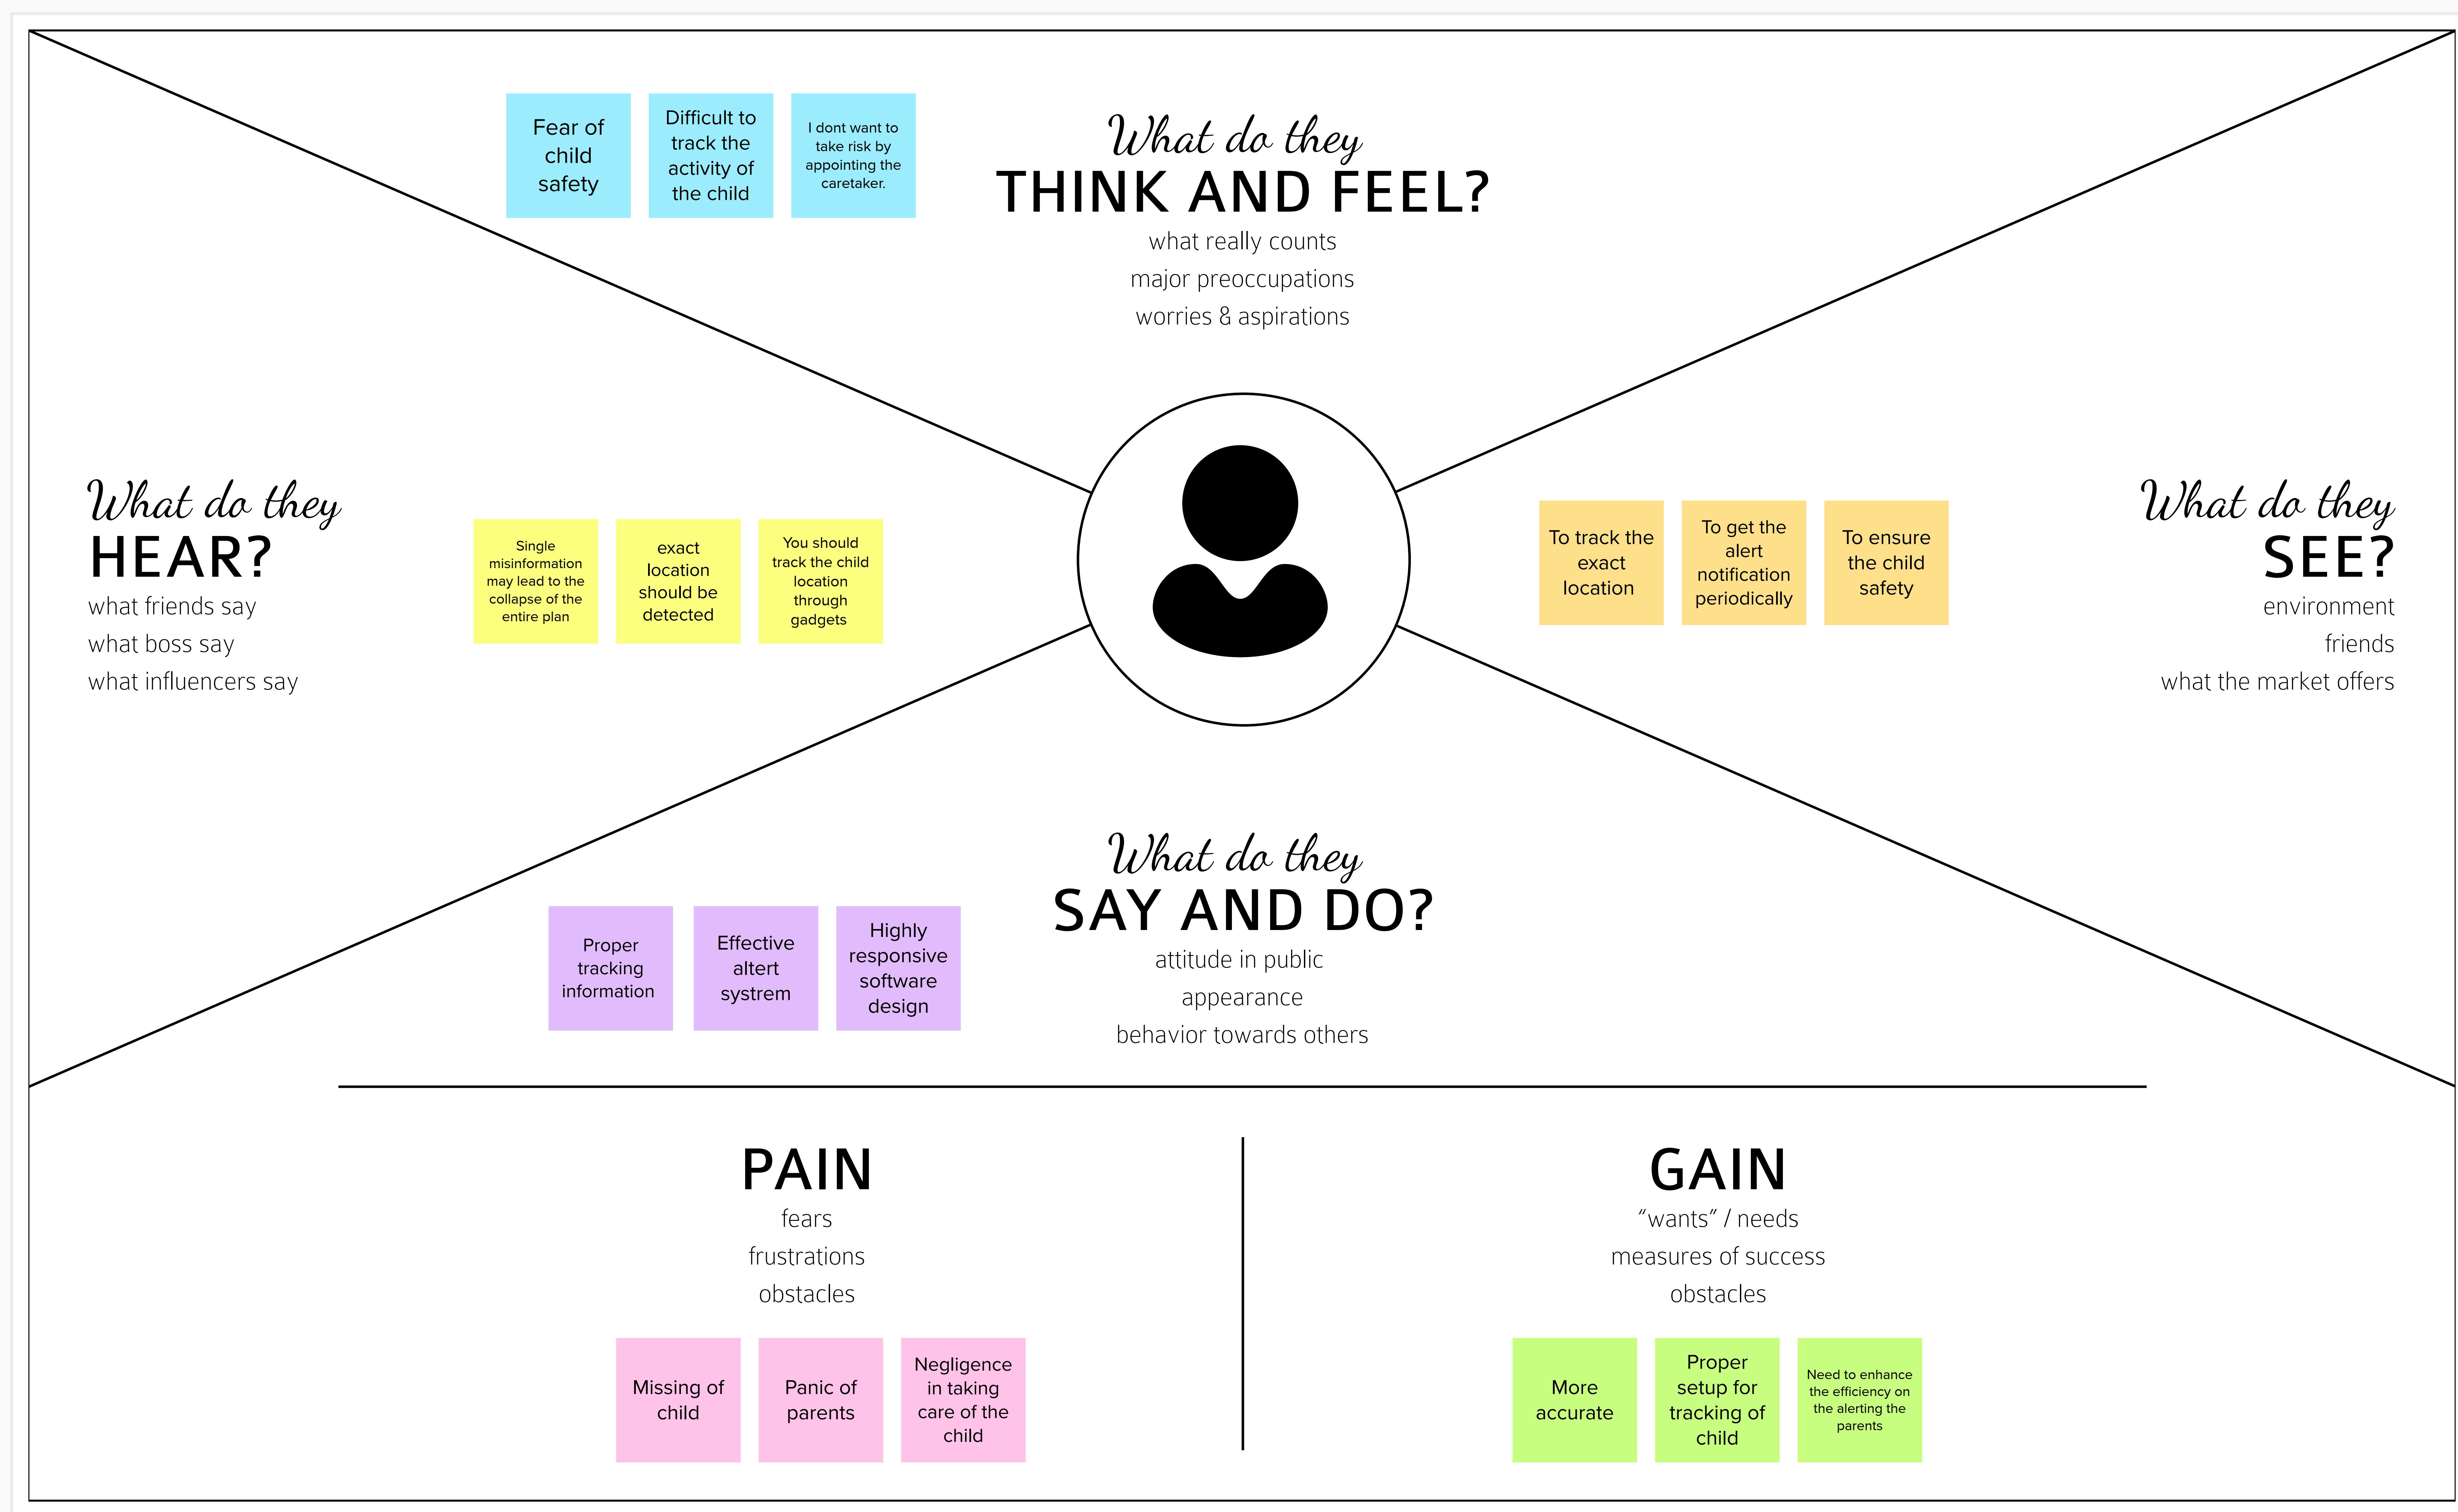 Fear of
child
safety
Difficult to
track the
activity of
the child
I dont want to
take risk by
appointing the
caretaker.
What do they
THINK AND FEEL?
what really counts
major preoccupations
worries & aspirations
What do they
HEAR?
what friends say
what boss say
what influencers say
Single
misinformation
may lead to the
collapse of the
entire plan
exact
location
should be
detected
You should
track the child
location
through
gadgets
To track the
exact
location
To get the
alert
notification
periodically
To ensure
the child
safety
What do they
SEE?
environment
friends
what the market offers
What do they
SAY AND DO?
attitude in public
appearance
behavior towards others
Proper
tracking
information
Effective
altert
systrem
Highly
responsive
software
design
PAIN
fears
frustrations
obstacles
Missing of
child
Panic of
parents
Negligence
in taking
care of the
child
GAIN
“wants” / needs
measures of success
obstacles
More
accurate
Proper
setup for
tracking of
child
Need to enhance
the efficiency on
the alerting the
parents